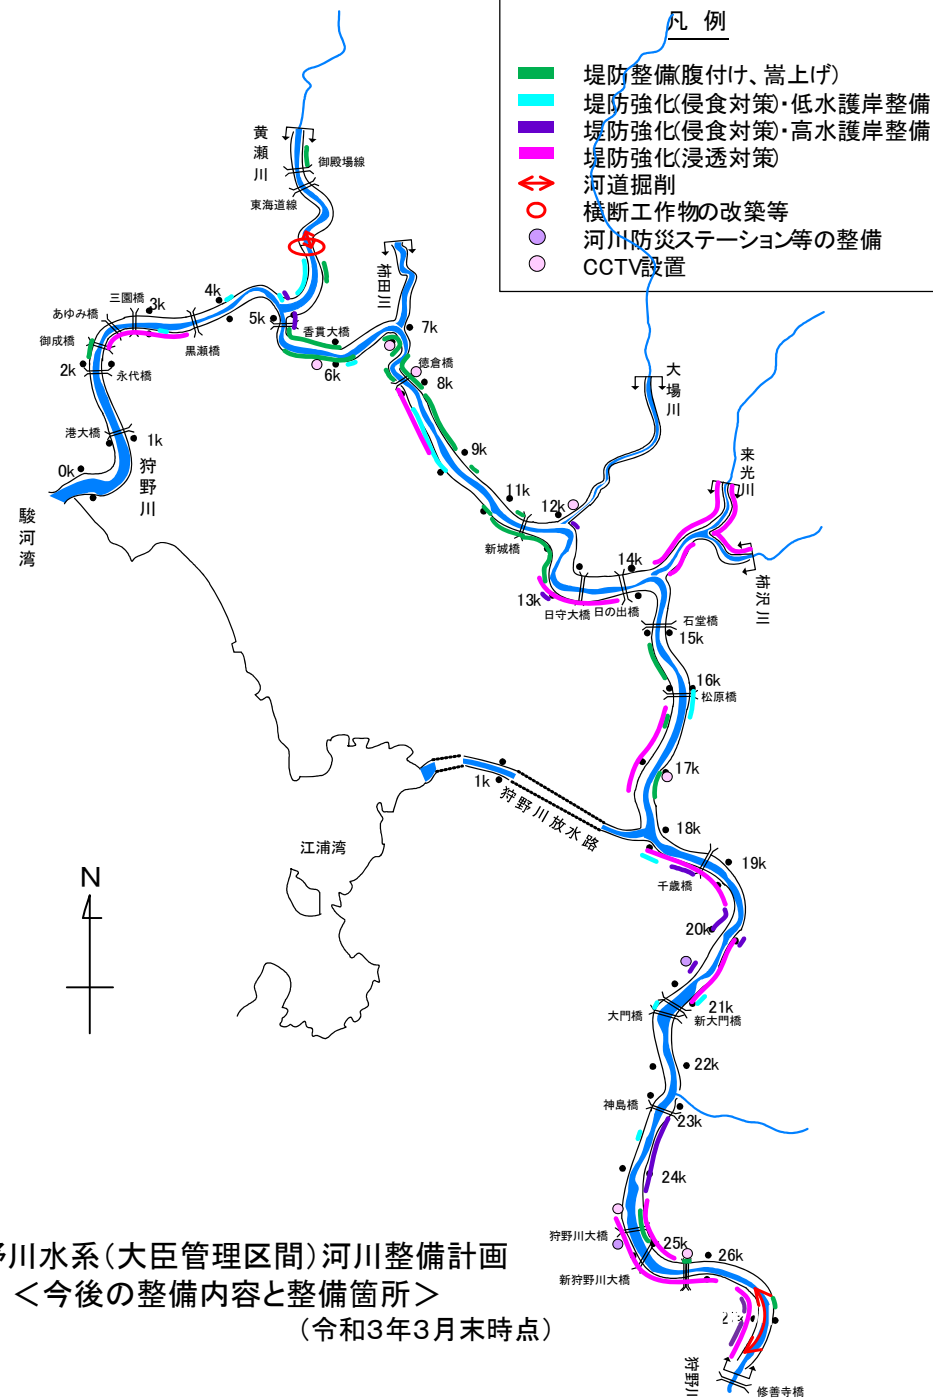 凡 例
堤防整備(腹付け、嵩上げ)
堤防強化(侵食対策)・低水護岸整備
堤防強化(侵食対策)・高水護岸整備
堤防強化(浸透対策)
河道掘削
横断工作物の改築等
河川防災ステーション等の整備
CCTV設置
黄瀬川
御殿場線
東海道線
柿田川
4k
三園橋
3k
あゆみ橋
御成橋
2k
永代橋
黒瀬橋
5k
香貫大橋
6k
7k
徳倉橋
8k
大場川
港大橋
1k
0k
狩野川
駿河湾
9k
11k
12k
新城橋
来光川
柿沢川
13k
日守大橋
日の出橋
14k
石堂橋
15k
16k
松原橋
17k
1k
狩野川放水路
18k
江浦湾
19k
千歳橋
N
20k
21k
大門橋
新大門橋
22k
神島橋
23k
24k
狩野川大橋
25k
新狩野川大橋
26k
狩野川
修善寺橋
野川水系(大臣管理区間)河川整備計画
<今後の整備内容と整備箇所>
(令和3年3月末時点)